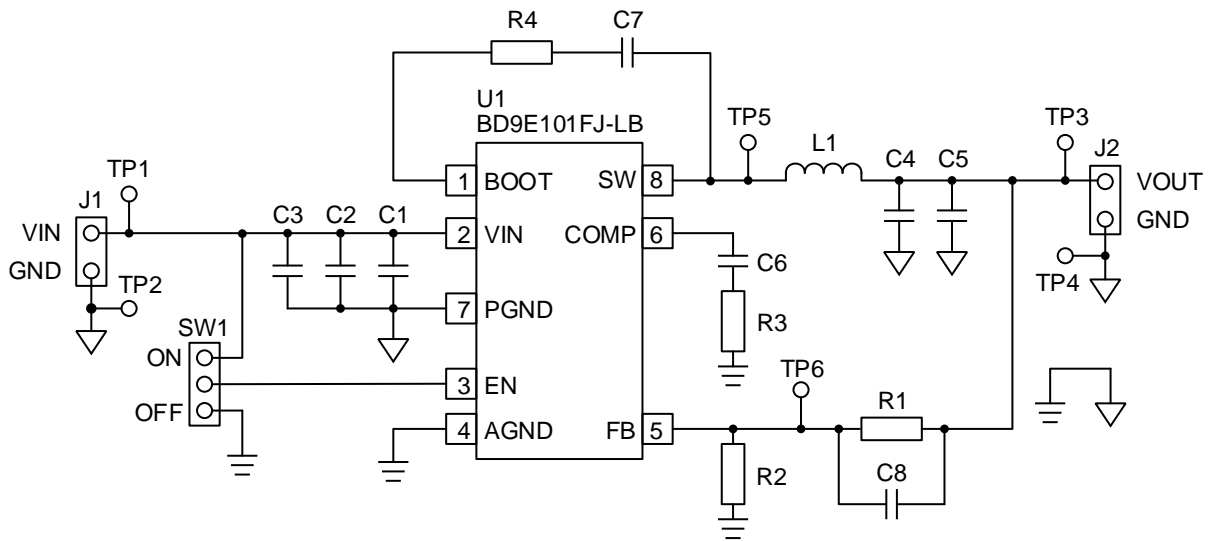 R4
C7
U1
BD9E101FJ-LB
TP5
TP3
L1
J2
TP1
C4
C5
1
BOOT
SW
8
VOUT
J1
C3
C2
C1
VIN
2
VIN
COMP
6
GND
GND
C6
TP2
TP4
7
PGND
R3
SW1
ON
TP6
3
EN
R1
OFF
4
AGND
FB
5
R2
C8